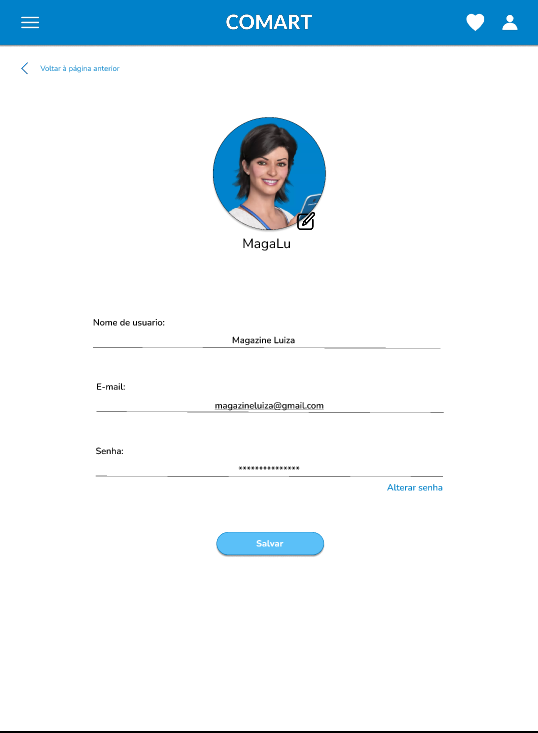 COMART
Voltar à página anterior
MagaLu
Nome de usuario:
Magazine Luiza
E-mail:
magazineluiza@gmail.com
Senha:
***************
Alterar senha
Salvar